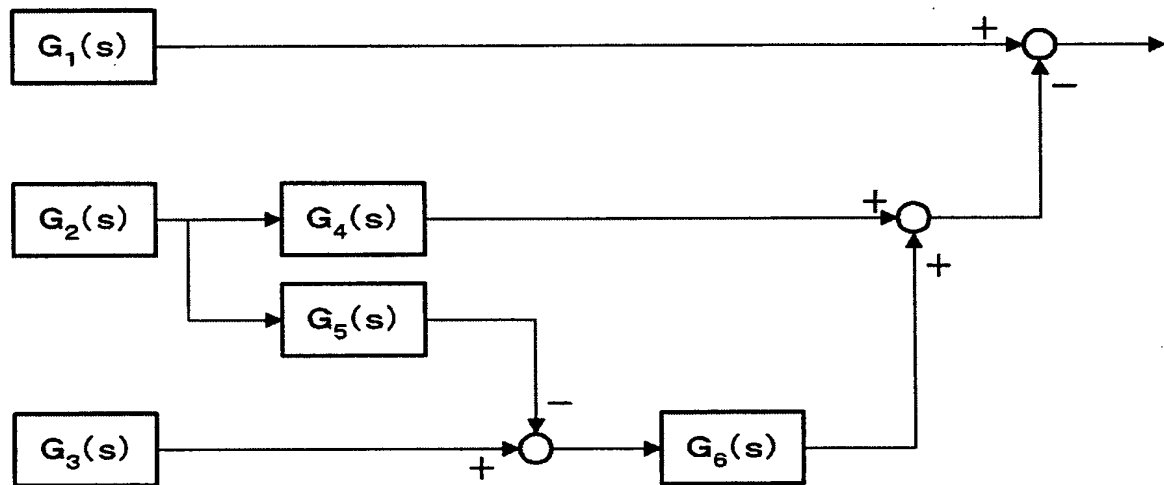 G₁(s)
+
−
G₂(s)
G₄(s)
+
+
G₅(s)
−
G₃(s)
+
G₆(s)